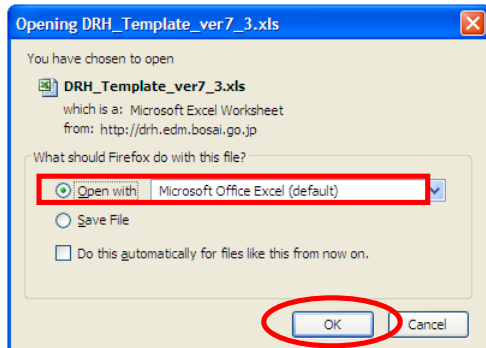 Opening DRH_Template_ver7_3.xls
You have chosen to open
DRH_Template_ver7_3.xls
which is a: Microsoft Excel Worksheet
from: http://drh.edm.bosai.go.jp
What should Firefox do with this file?
Open with Microsoft Office Excel (default)
Save File
Do this automatically for files like this from now on.
OK Cancel